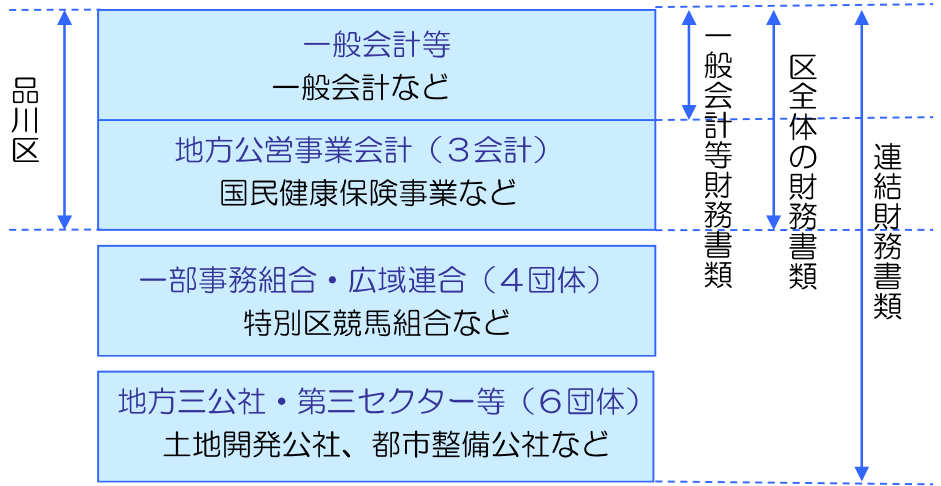 品川区
一般会計等
一般会計など
地方公営事業会計（３会計）
国民健康保険事業など
一部事務組合・広域連合（４団体）
特別区競馬組合など
地方三公社・第三セクター等（６団体）
土地開発公社、都市整備公社など
一般会計等財務書類
区全体の財務書類
連結財務書類